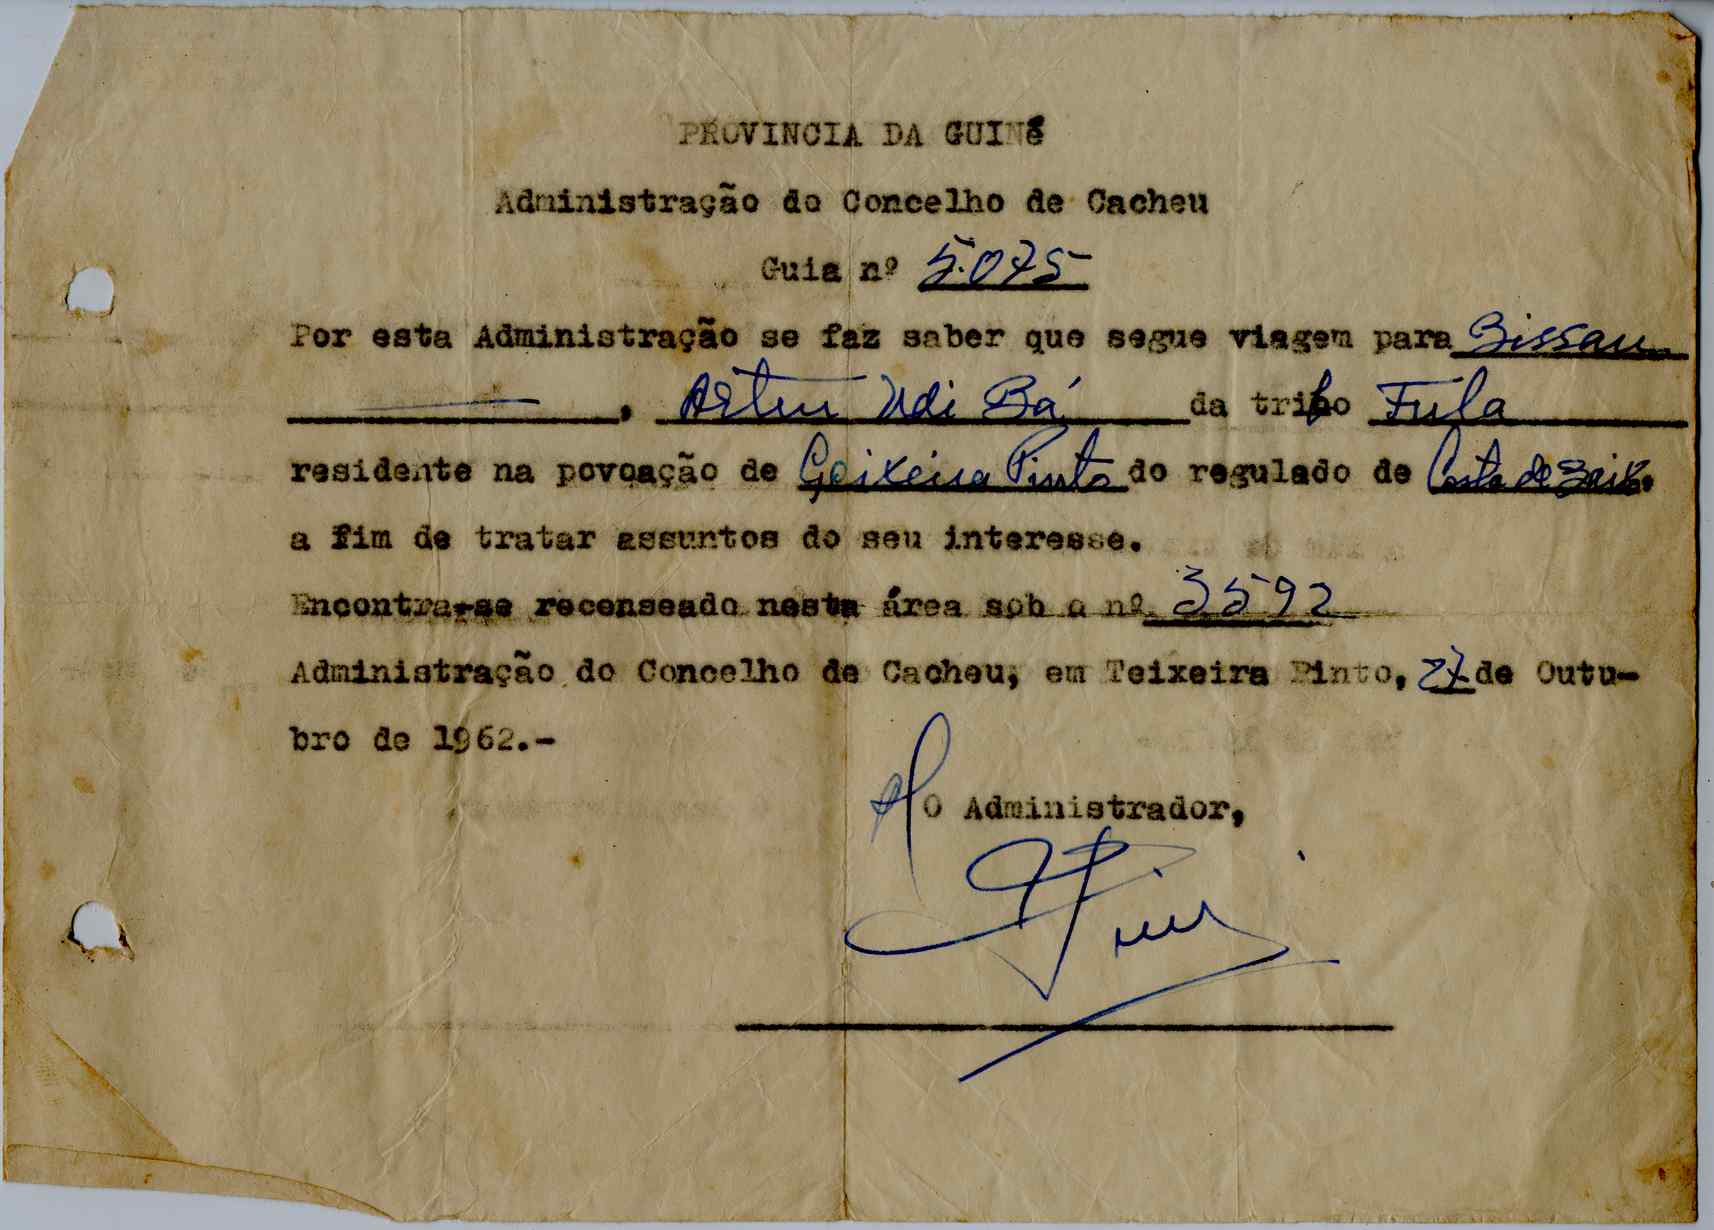 PROVINCIA DA GUINé
Administração do Concelho de Cacheu
Guia nº 5.075
Por esta Administração se faz saber que segue viagem para Bissau
, Artur Udi Bá da tribo Fula
residente na povoação de Teixeira Pinto do regulado de Costa de Baixo,
a fim de tratar assuntos do seu interesse.
Encontra-se recenseado nesta área sob o nº 3592
Administração do Concelho de Cacheu, em Teixeira Pinto, 27 de Outu-
bro de 1962.-
O Administrador,